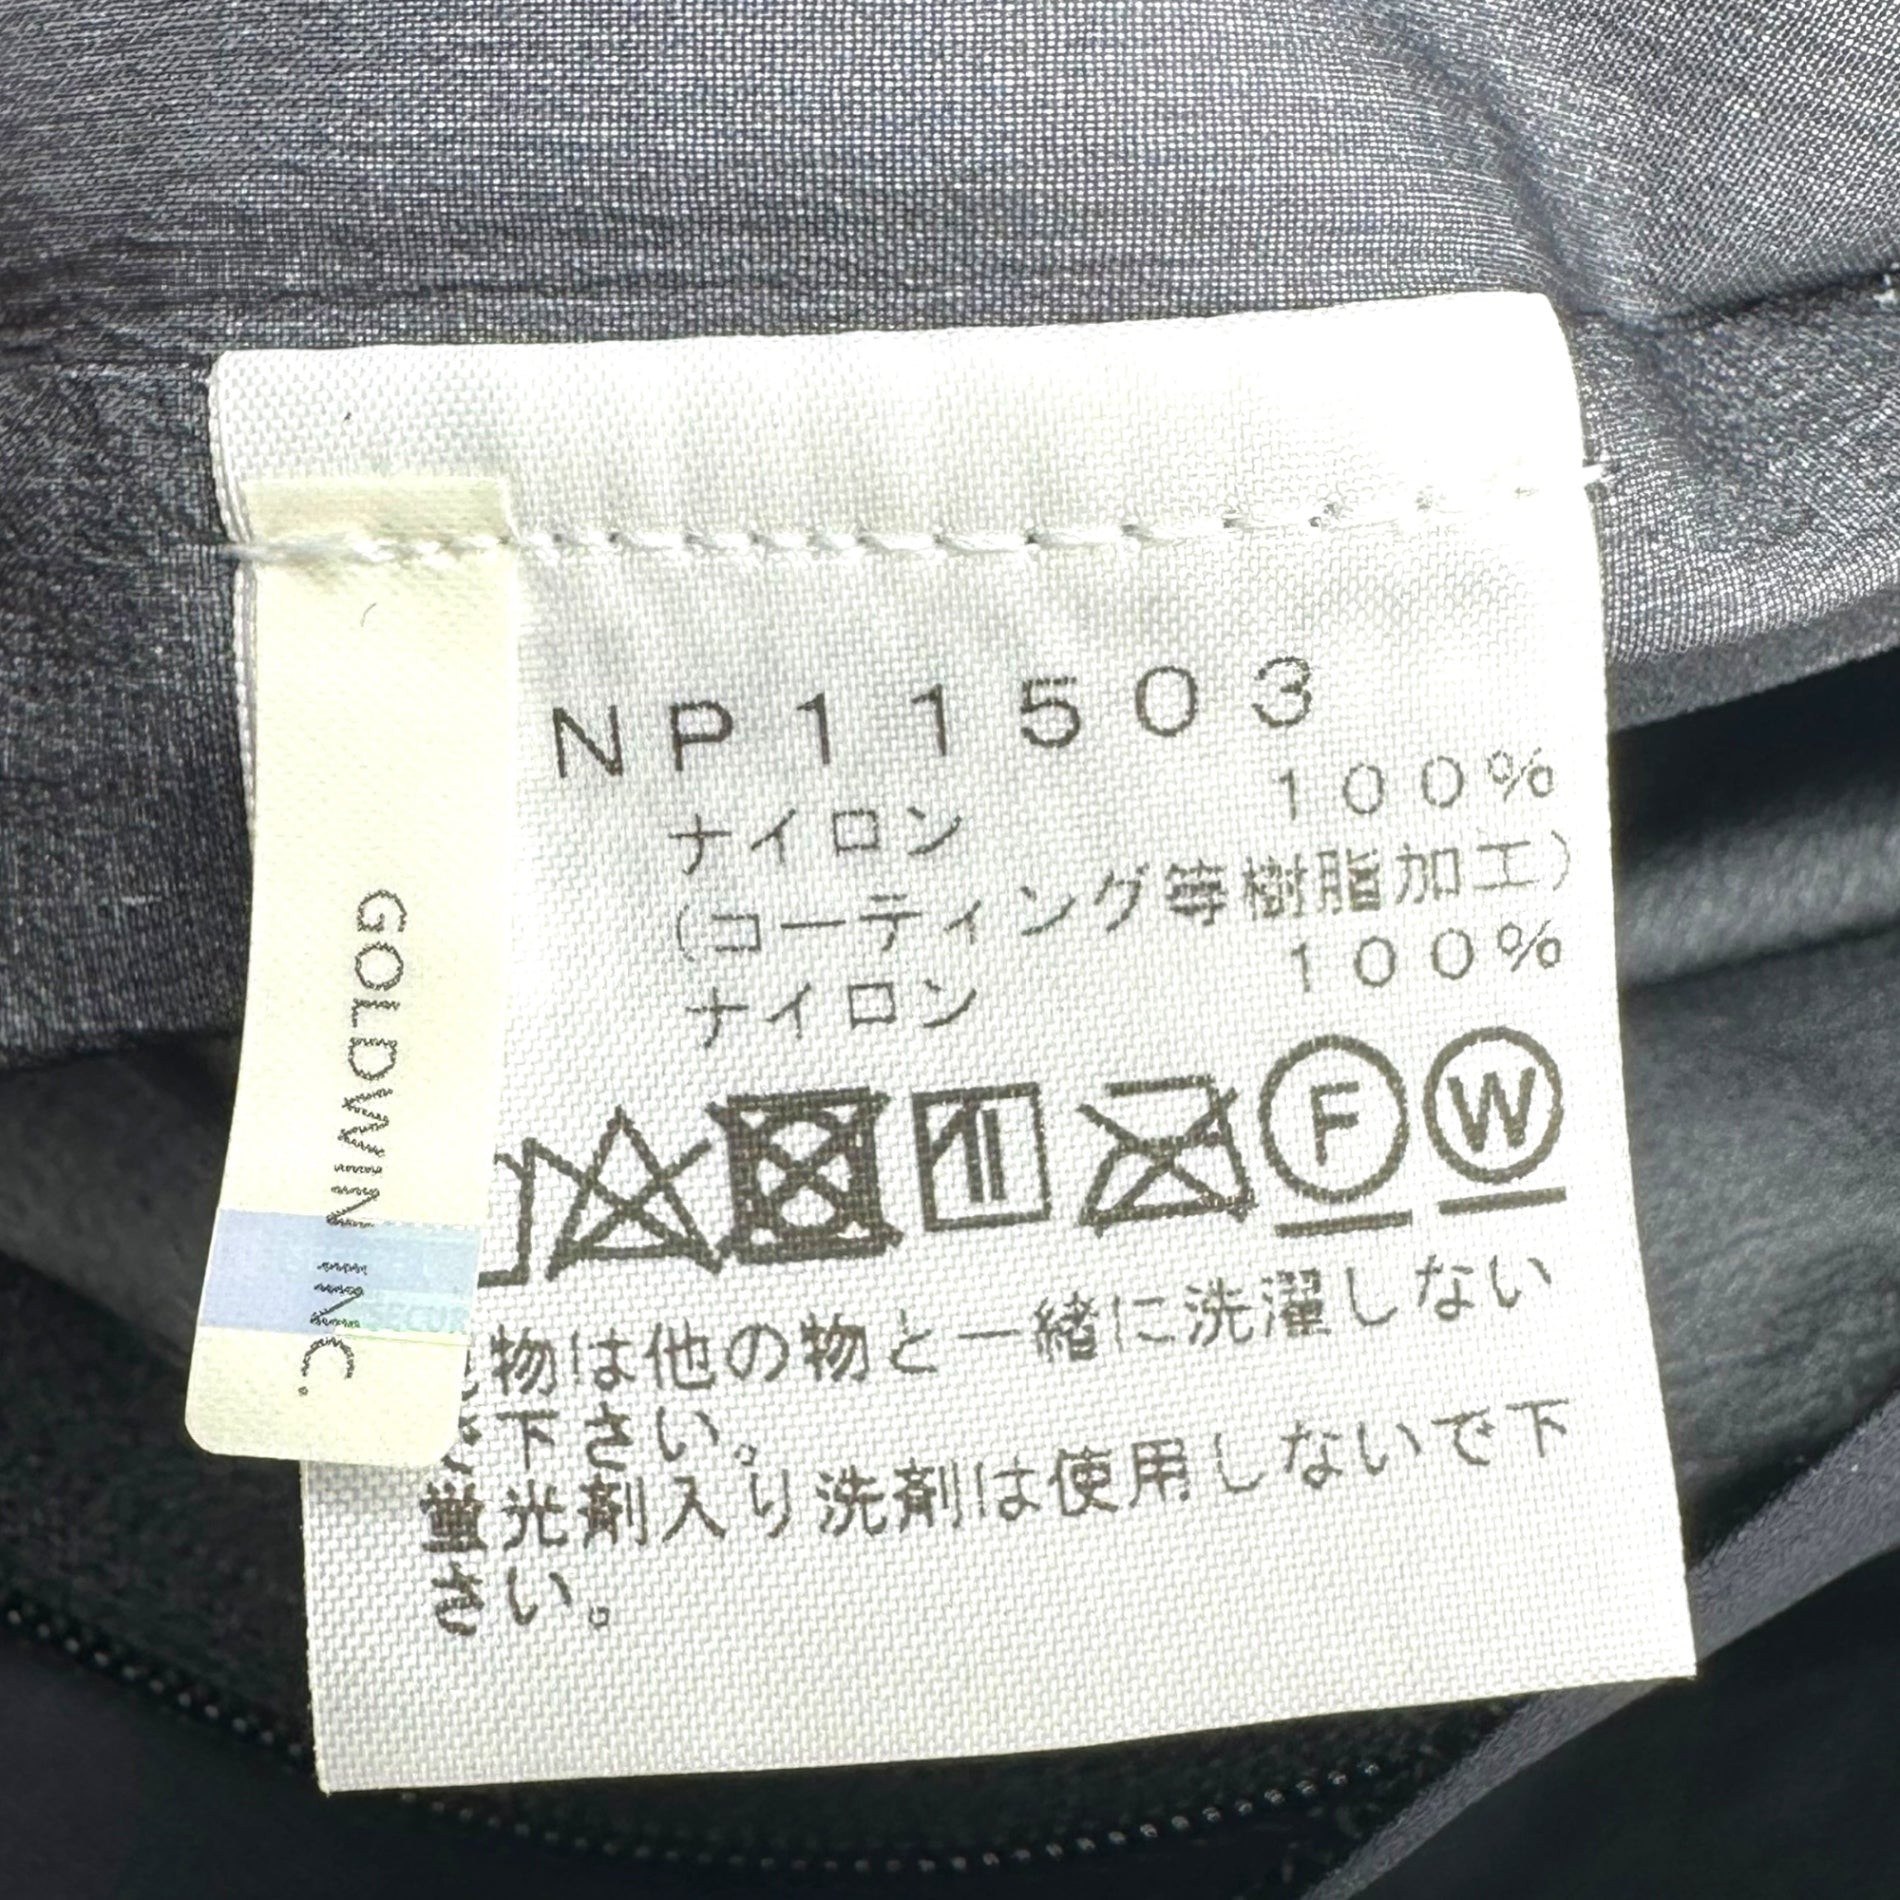 NP11503
ナイロン 100%
(コーティング等樹脂加工)
ナイロン 100%
F W
物は他の物と一緒に洗濯しない
下さい。
蛍光剤入り洗剤は使用しないで下
さい。
GOLDWIN INC.
SECUR